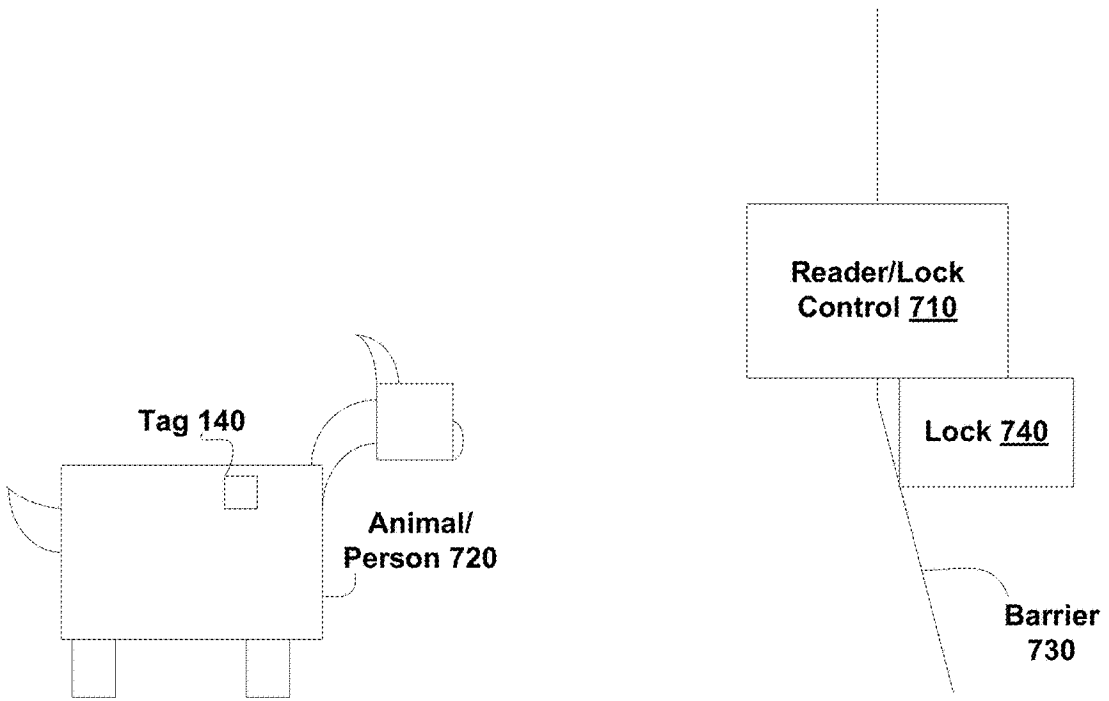 Reader/Lock
Control 710
Tag 140
Lock 740
Animal/
Person 720
Barrier
730